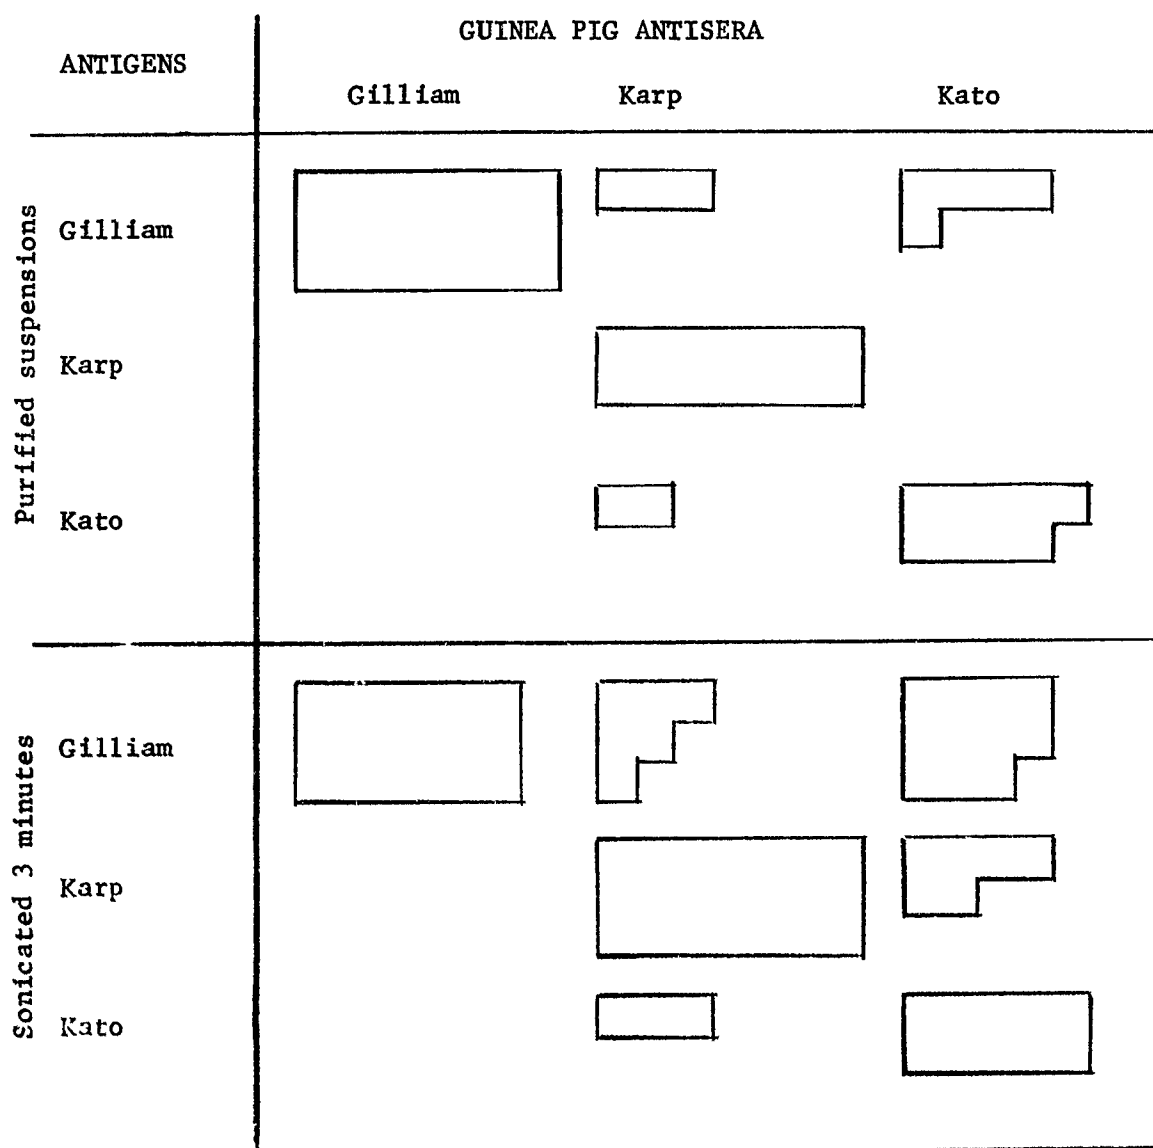 GUINEA PIG ANTISERA
ANTIGENS
Gilliam Karp Kato
Purified suspensions
Gilliam
Karp
Kato
Sonicated 3 minutes
Gilliam
Karp
Kato